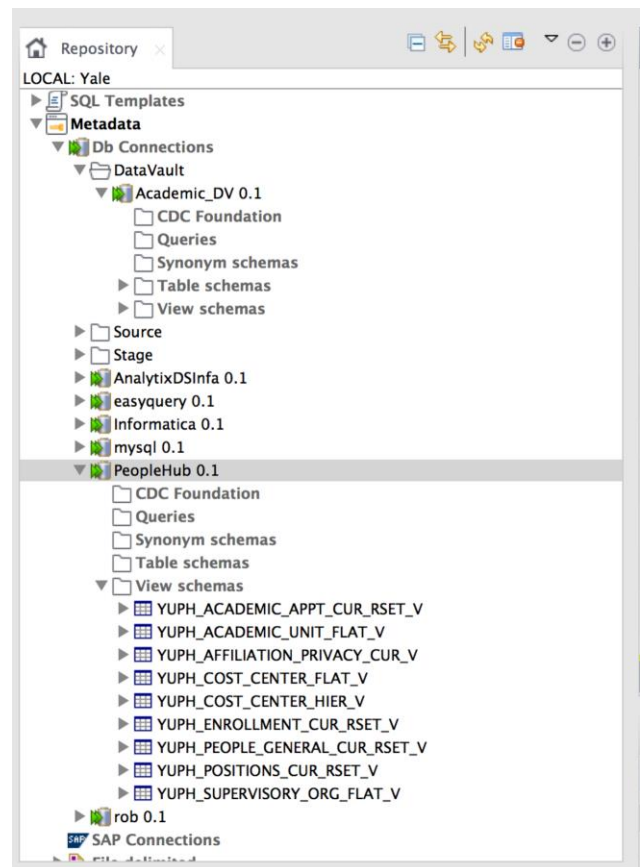 Repository
LOCAL: Yale
SQL Templates
Metadata
Db Connections
DataVault
Academic_DV 0.1
CDC Foundation
Queries
Synonym schemas
Table schemas
View schemas
Source
Stage
AnalytixDSInfa 0.1
easyquery 0.1
Informatica 0.1
mysql 0.1
PeopleHub 0.1
CDC Foundation
Queries
Synonym schemas
Table schemas
View schemas
YUPH_ACADEMIC_APPT_CUR_RSET_V
YUPH_ACADEMIC_UNIT_FLAT_V
YUPH_AFFILIATION_PRIVACY_CUR_V
YUPH_COST_CENTER_FLAT_V
YUPH_COST_CENTER_HIER_V
YUPH_ENROLLMENT_CUR_RSET_V
YUPH_PEOPLE_GENERAL_CUR_RSET_V
YUPH_POSITIONS_CUR_RSET_V
YUPH_SUPERVISORY_ORG_FLAT_V
rob 0.1
SAP SAP Connections
File delimited